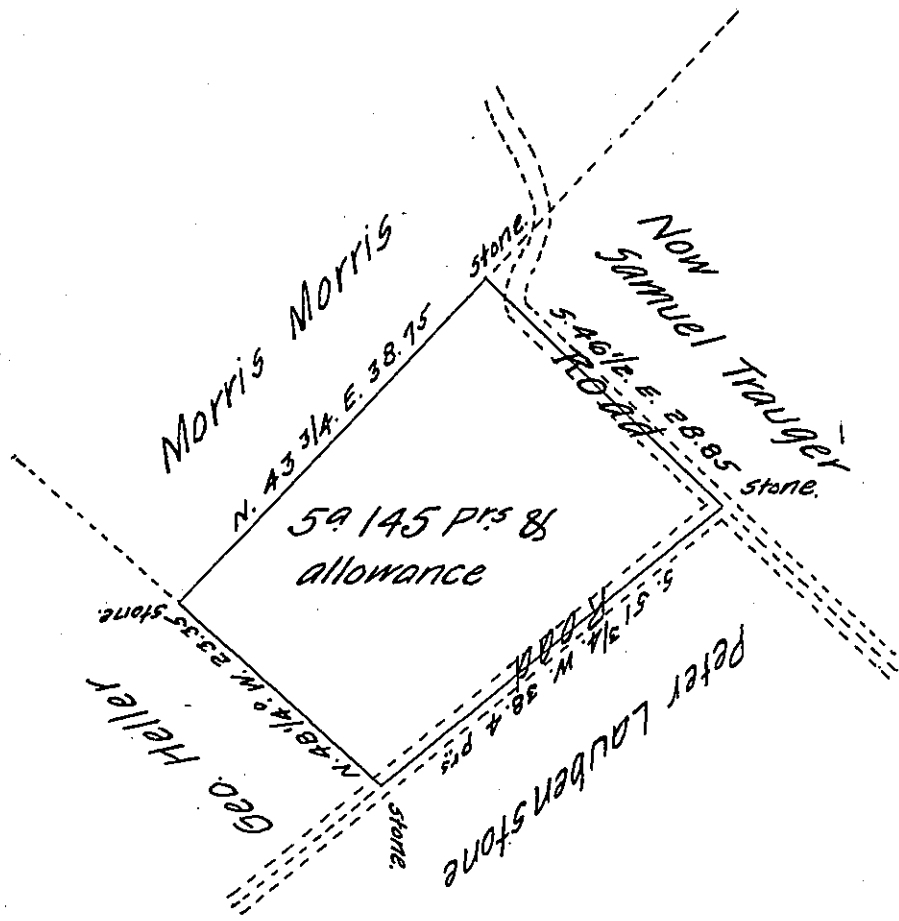 Morris Morris
stone.
Now
Samuel Trauger
N. 43 3/4. E. 38.75
S. 46 1/2. E. 28.85
Road
stone.
5a 145 Prs &
allowance
stone.
S. 51 3/4. W. 38.4 prs
Road
N. 48 1/4° W. 23.35
Geo. Heller
Peter Laubenstone
stone.